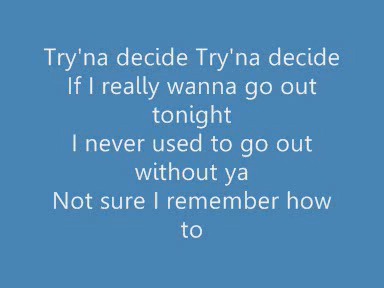 Try'na decide Try'na decide
If I really wanna go out
tonight
I never used to go out
without ya
Not sure I remember how
to